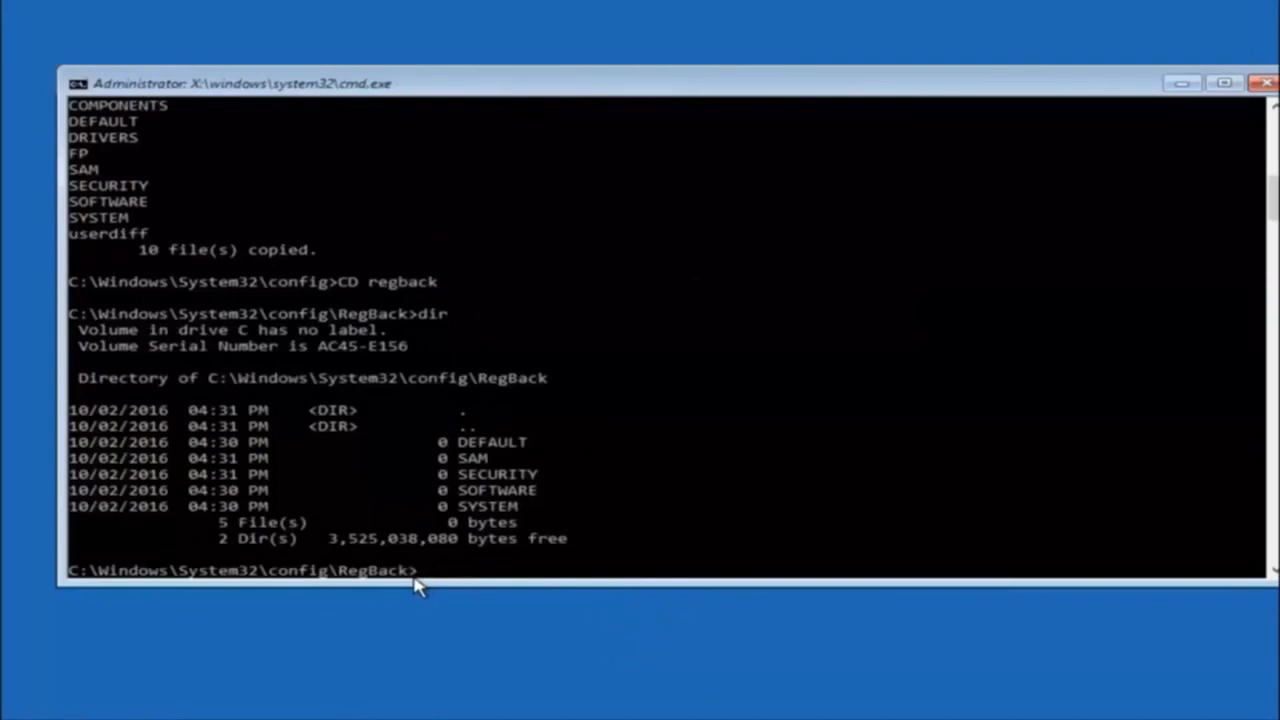 Administrator: X:\windows\system32\cmd.exe
COMPONENTS
DEFAULT
DRIVERS
FP
SAM
SECURITY
SOFTWARE
SYSTEM
userdiff
10 file(s) copied.
C:\Windows\System32\config>CD regback
C:\Windows\System32\config\RegBack>dir
Volume in drive C has no label.
Volume Serial Number is AC45-E156
Directory of C:\Windows\System32\config\RegBack
10/02/2016 04:31 PM <DIR> .
10/02/2016 04:31 PM <DIR> ..
10/02/2016 04:30 PM 0 DEFAULT
10/02/2016 04:31 PM 0 SAM
10/02/2016 04:31 PM 0 SECURITY
10/02/2016 04:30 PM 0 SOFTWARE
10/02/2016 04:30 PM 0 SYSTEM
5 File(s) 0 bytes
2 Dir(s) 3,525,038,080 bytes free
C:\Windows\System32\config\RegBack>